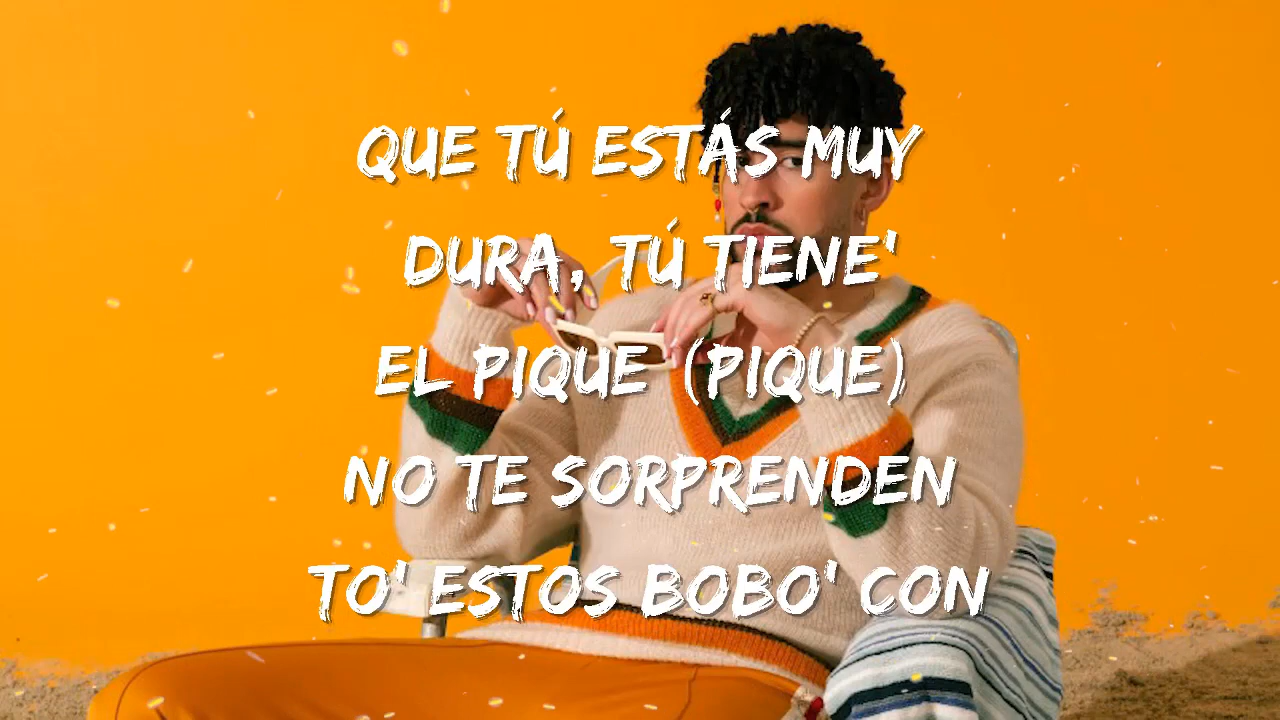 QUE TÚ ESTÁS MUY
DURA, TÚ TIENE'
EL PIQUE (PIQUE)
NO TE SORPRENDEN
TO' ESTOS BOBO' CON